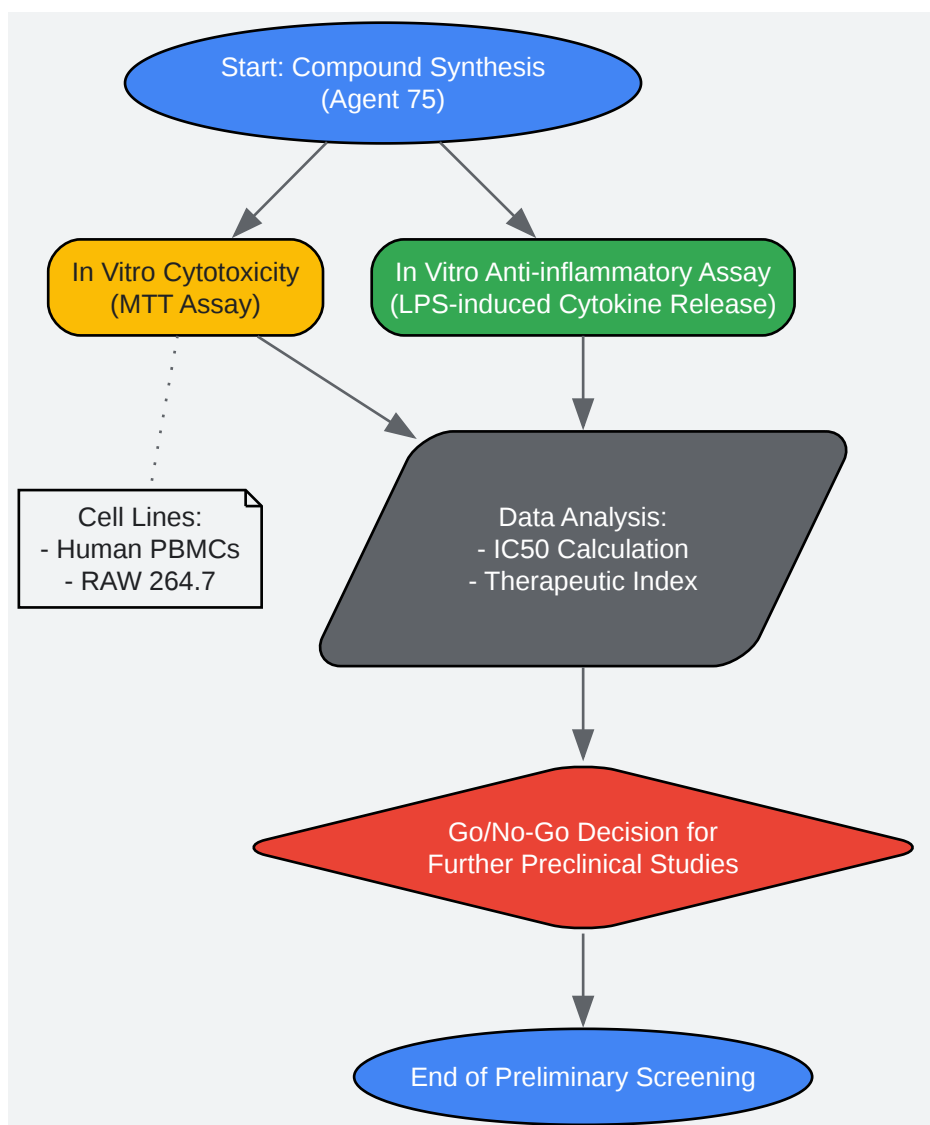 Start: Compound Synthesis
(Agent 75)
In Vitro Cytotoxicity
(MTT Assay)
In Vitro Anti-inflammatory Assay
(LPS-induced Cytokine Release)
Cell Lines:
- Human PBMCs
- RAW 264.7
Data Analysis:
- IC50 Calculation
- Therapeutic Index
Go/No-Go Decision for
Further Preclinical Studies
End of Preliminary Screening